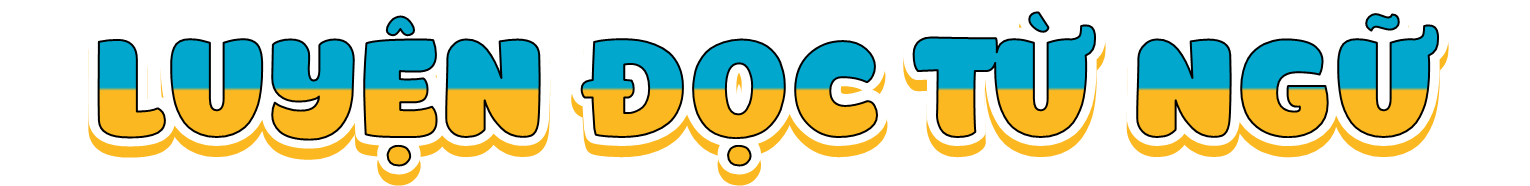 LUYỆN ĐỌC TỪ NGỮ